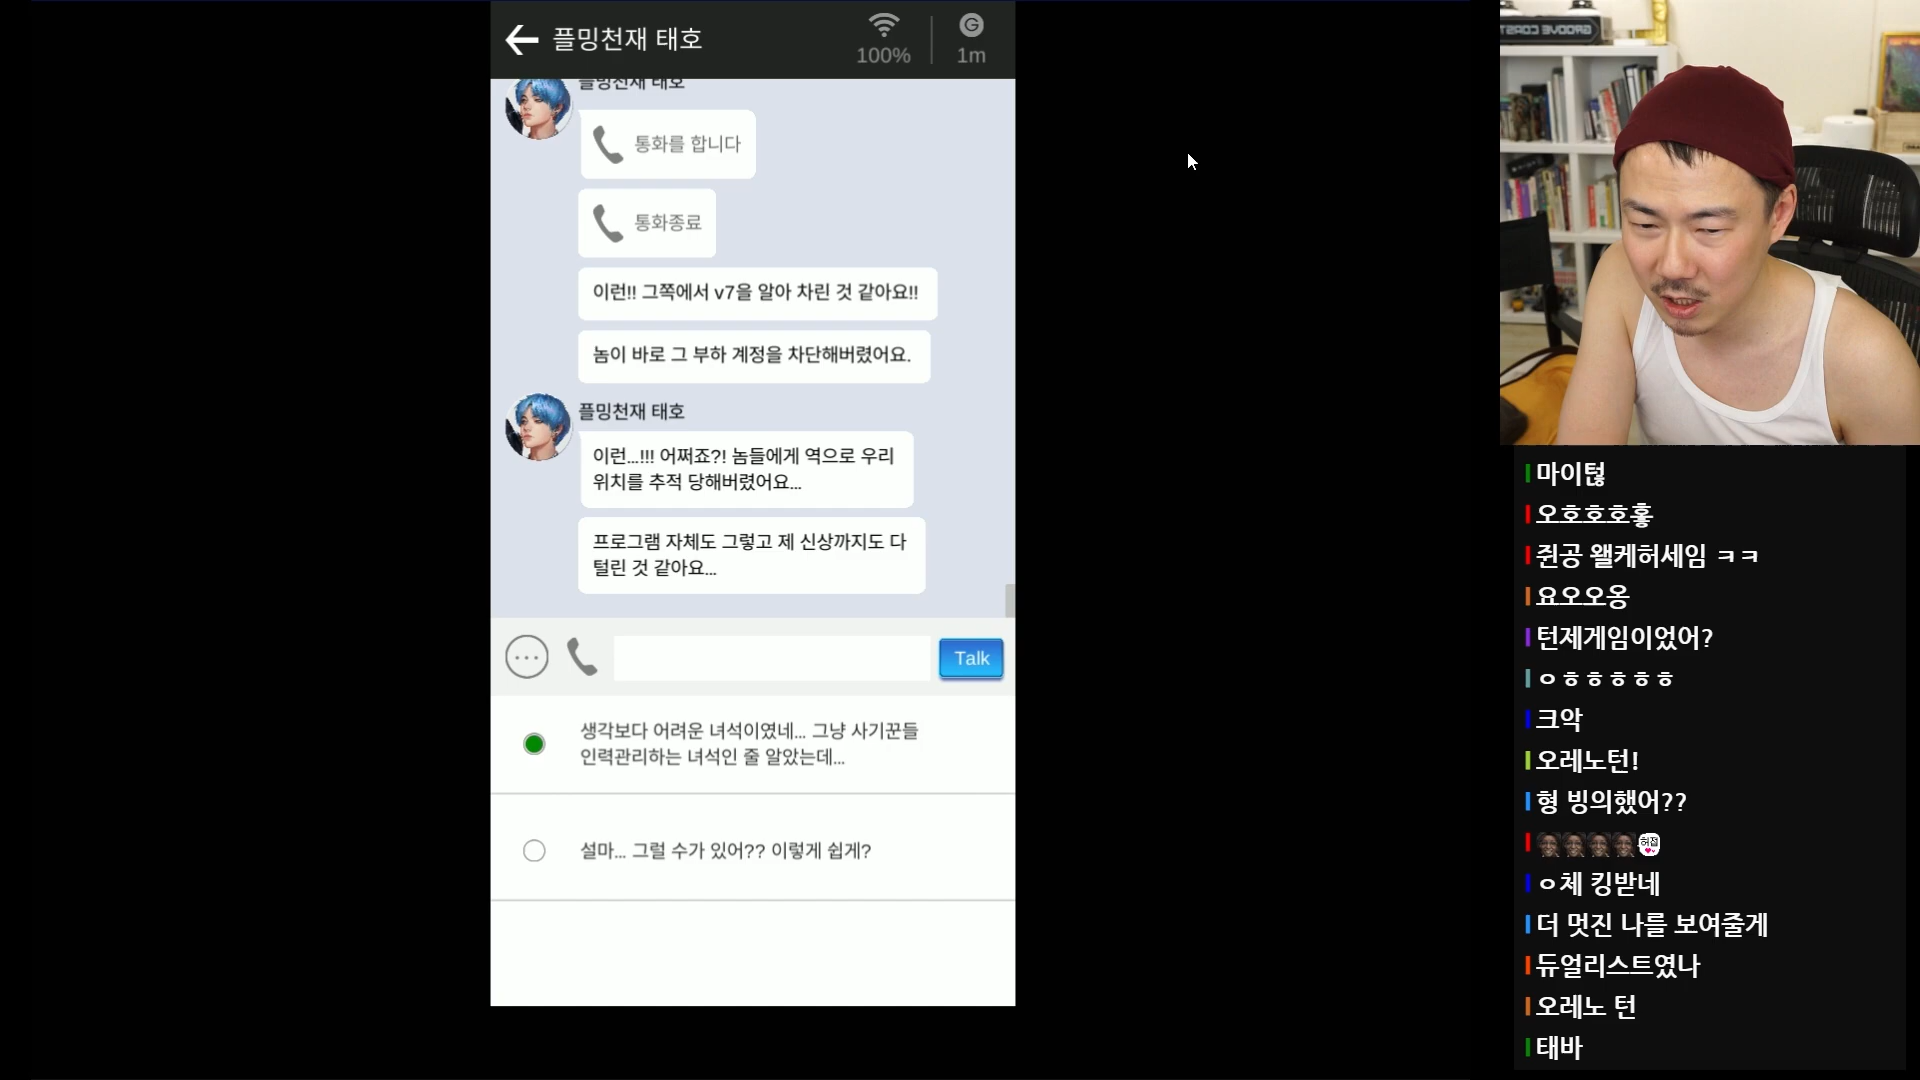 플밍천재 태호
100%
G
1m
플밍천재 태호
통화를 합니다
통화종료
이런!! 그쪽에서 v7을 알아 차린 것 같아요!!
놈이 바로 그 부하 계정을 차단해버렸어요.
플밍천재 태호
이런...!!! 어쩌죠?! 놈들에게 역으로 우리
위치를 추적 당해버렸어요...
프로그램 자체도 그렇고 제 신상까지도 다
털린 것 같아요...
Talk
생각보다 어려운 녀석이였네... 그냥 사기꾼들
인력관리하는 녀석인 줄 알았는데...
설마... 그럴 수가 있어?? 이렇게 쉽게?
마이턶
오호호호홓
쥔공 왤케허세임 ㅋㅋ
요오오옹
턴제게임이었어?
ㅇㅎㅎㅎㅎㅎ
크악
오레노턴!
형 빙의했어??
허접
ㅇ체 킹받네
더 멋진 나를 보여줄게
듀얼리스트였나
오레노 턴
태바